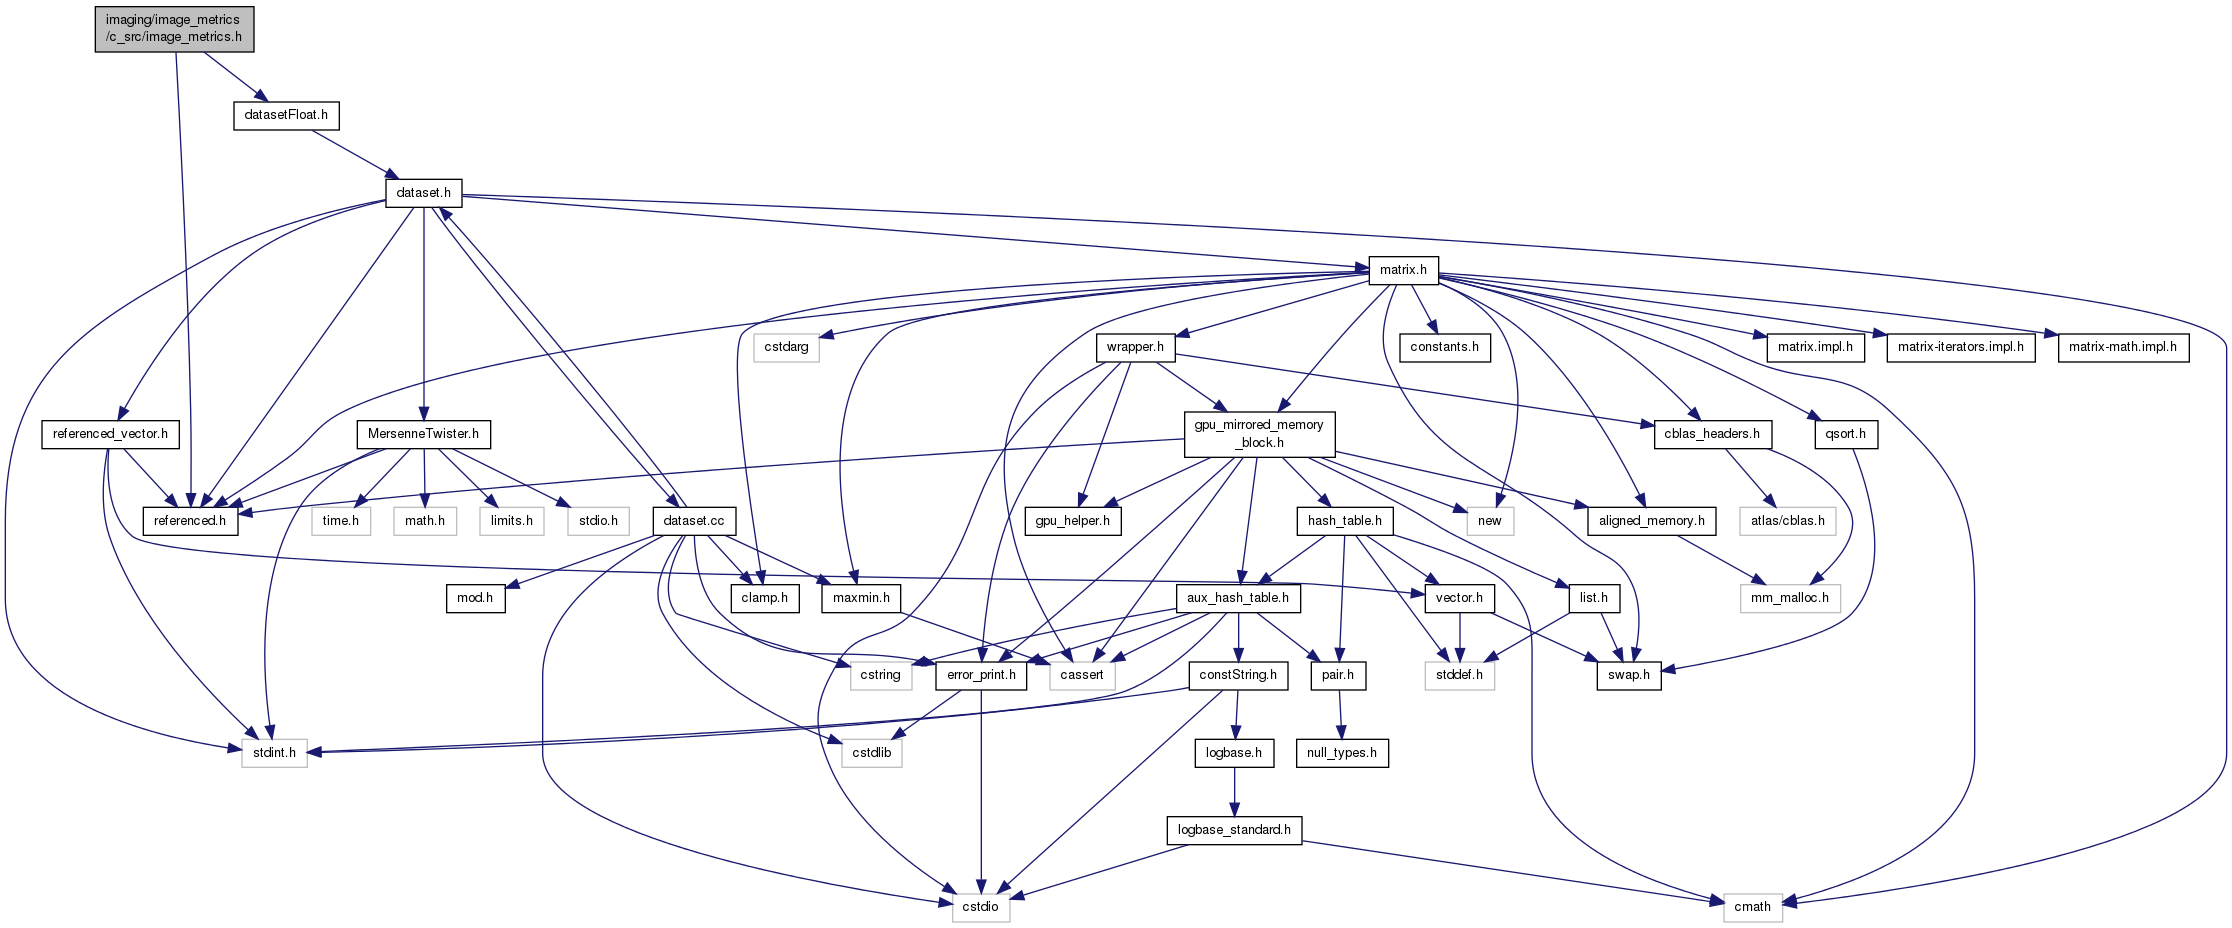 imaging/image_metrics
/c_src/image_metrics.h
datasetFloat.h
dataset.h
matrix.h
cstdarg
wrapper.h
constants.h
matrix.impl.h
matrix-iterators.impl.h
matrix-math.impl.h
referenced_vector.h
MersenneTwister.h
gpu_mirrored_memory
_block.h
cblas_headers.h
qsort.h
referenced.h
time.h
math.h
limits.h
stdio.h
dataset.cc
gpu_helper.h
hash_table.h
new
aligned_memory.h
atlas/cblas.h
mod.h
clamp.h
maxmin.h
aux_hash_table.h
vector.h
list.h
mm_malloc.h
cstring
error_print.h
cassert
constString.h
pair.h
stddef.h
swap.h
stdint.h
cstdlib
logbase.h
null_types.h
logbase_standard.h
cstdio
cmath